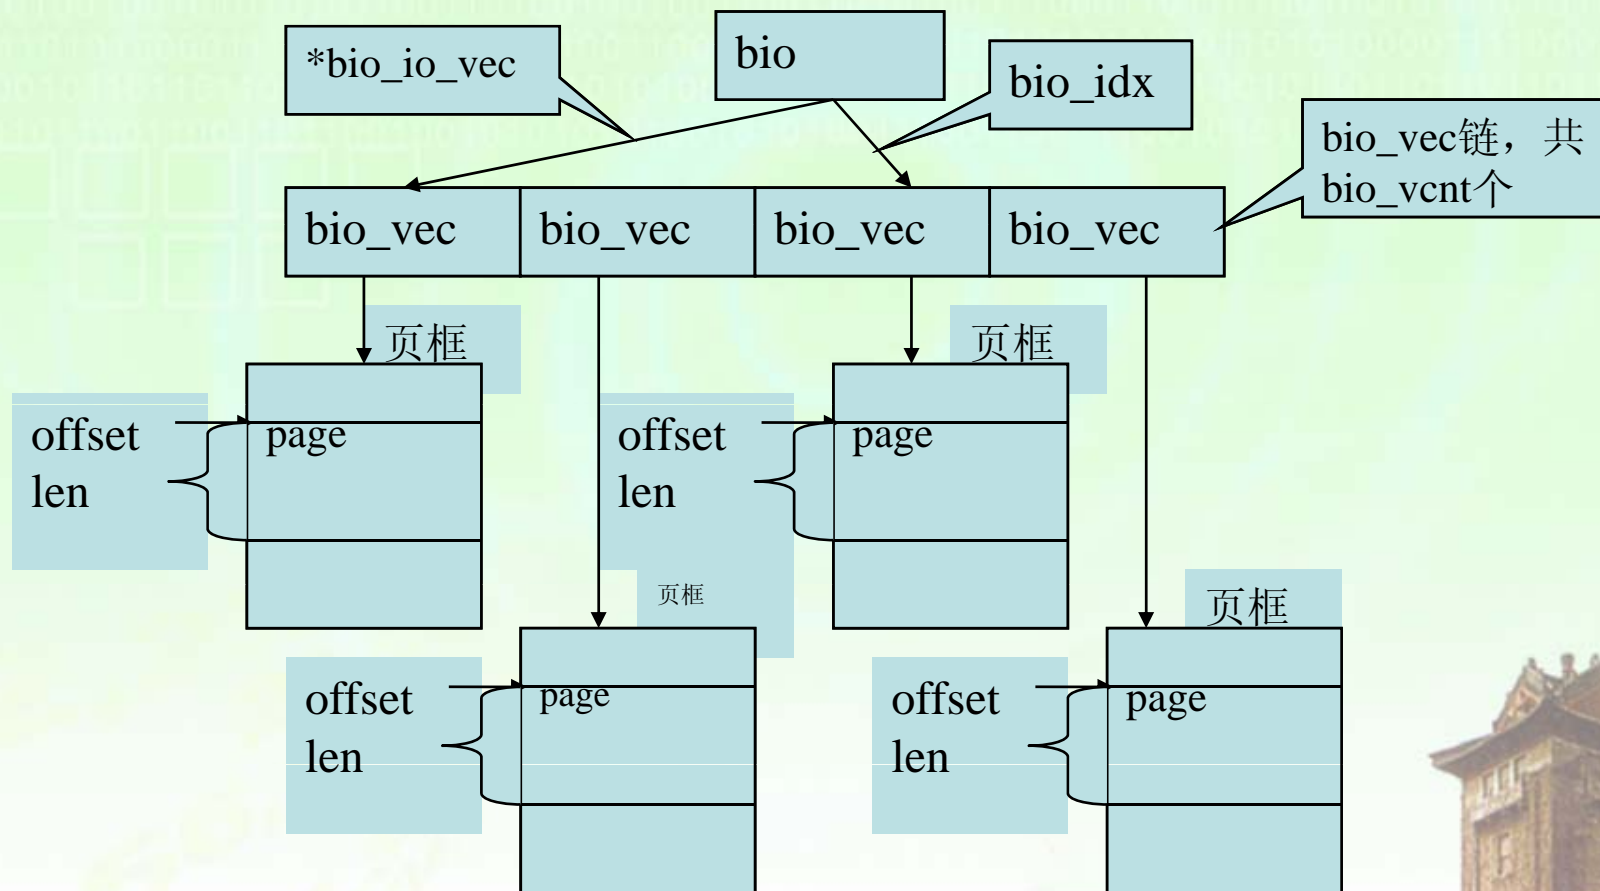 *bio_io_vec
bio
bio_idx
bio_vec链，共
bio_vcnt个
bio_vec
bio_vec
bio_vec
bio_vec
页框
页框
offset
len
page
offset
len
page
页框
页框
offset
len
page
offset
len
page